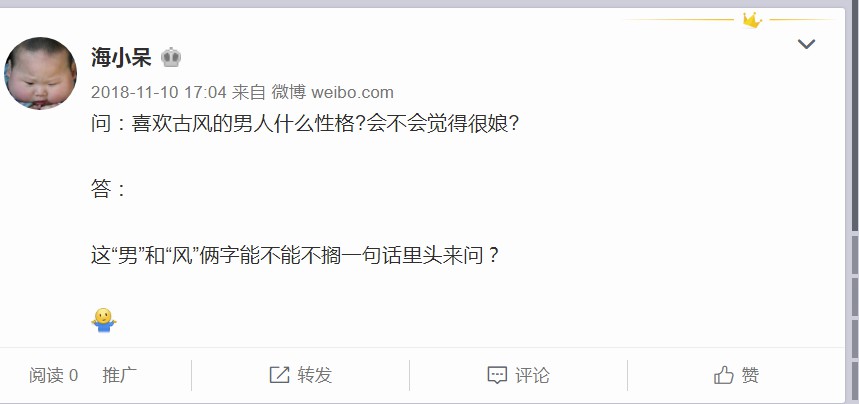 海小呆
2018-11-10 17:04 来自 微博 weibo.com
问：喜欢古风的男人什么性格?会不会觉得很娘?
答：
这“男”和“风”俩字能不能不搁一句话里头来问？
阅读 0 推广 转发 评论 赞